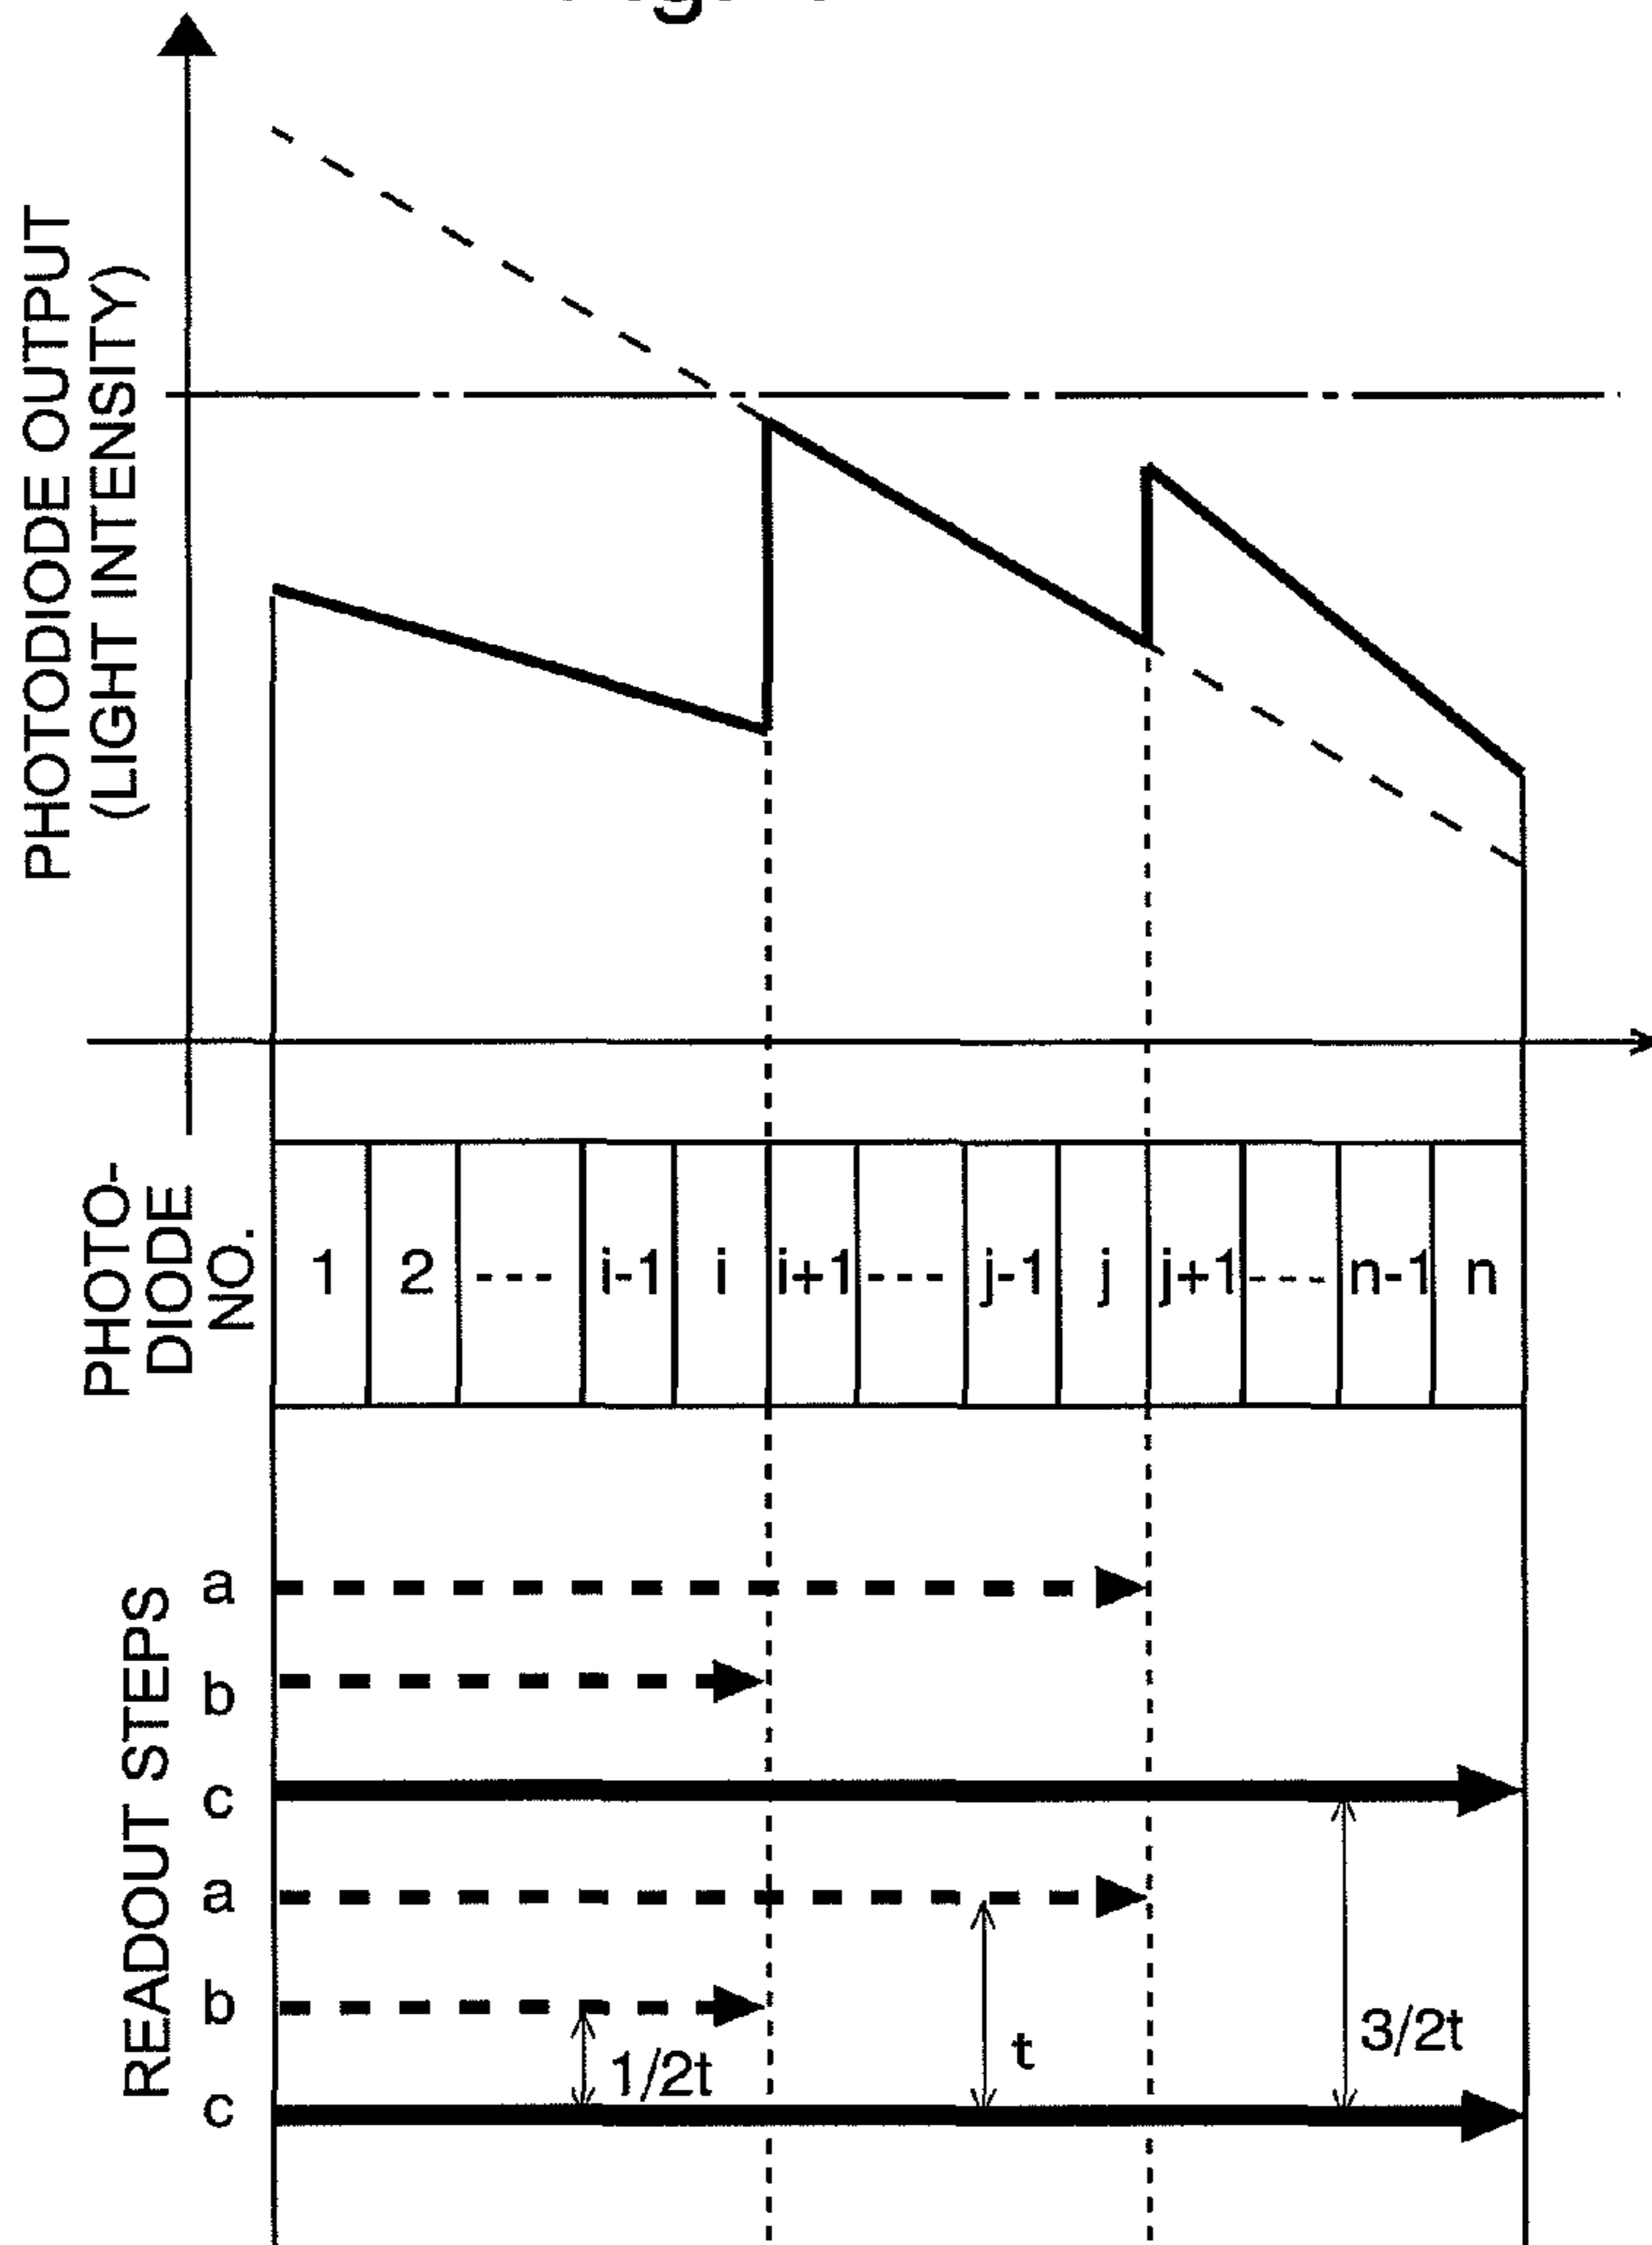 PHOTODIODE OUTPUT
(LIGHT INTENSITY)
PHOTO-
DIODE
NO.
1 2 ---- i-1 i i+1 ---- j-1 j j+1 ---- n-1 n
READOUT STEPS
a
b
c
a
b
c
1/2t
t
3/2t